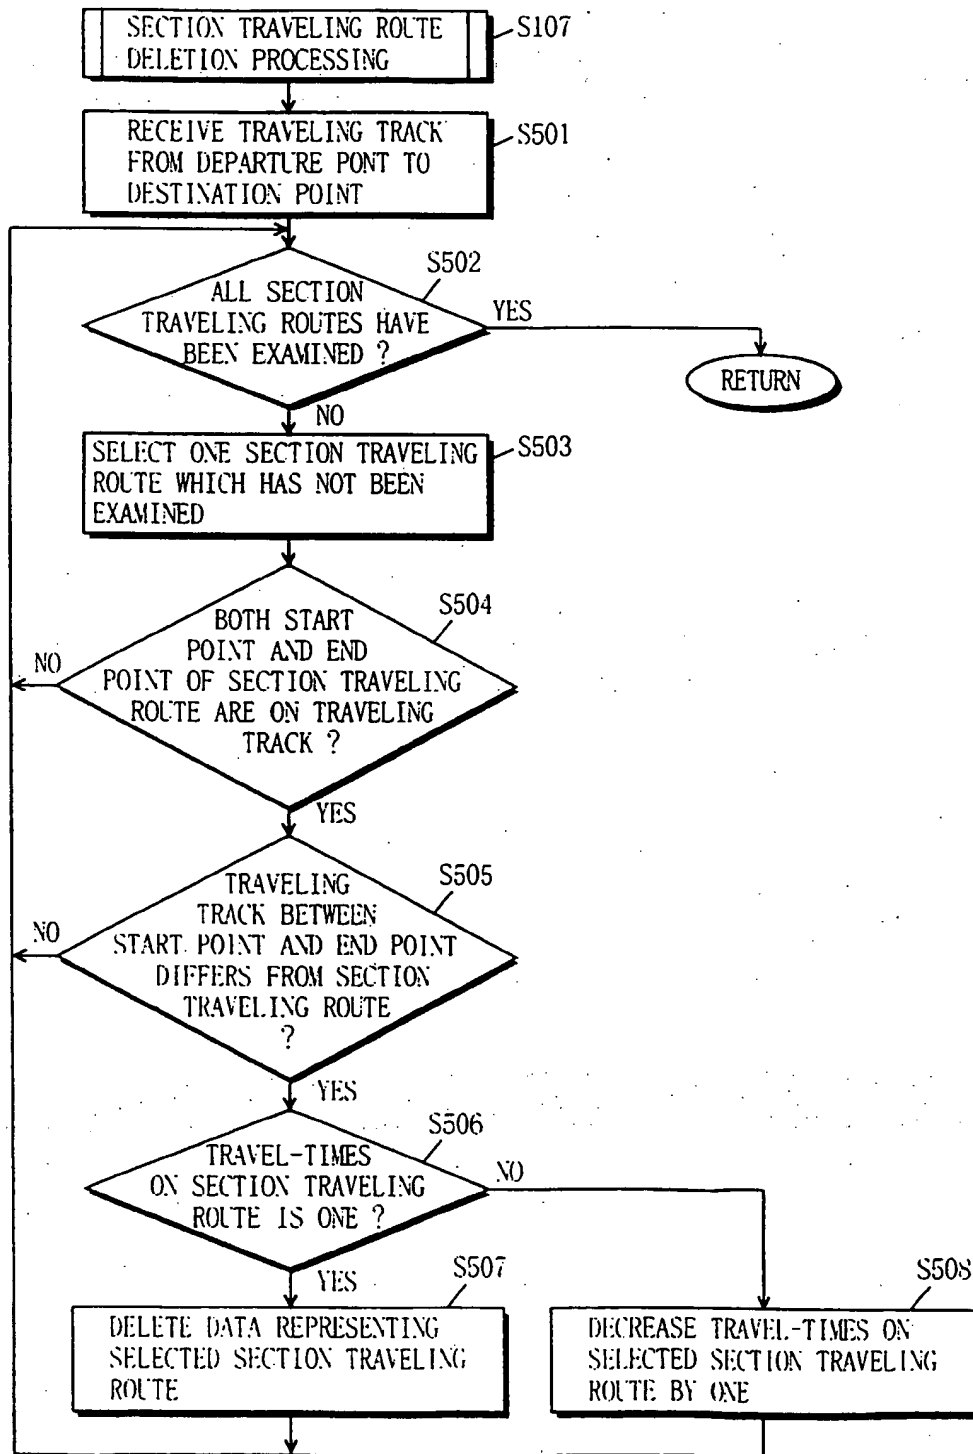 SECTION TRAVELING ROUTE
DELETION PROCESSING
S107
RECEIVE TRAVELING TRACK
FROM DEPARTURE PONT TO
DESTINATION POINT
S501
S502
ALL SECTION
TRAVELING ROUTES HAVE
BEEN EXAMINED ?
YES
RETURN
NO
SELECT ONE SECTION TRAVELING
ROUTE WHICH HAS NOT BEEN
EXAMINED
S503
S504
BOTH START
POINT AND END
POINT OF SECTION TRAVELING
ROUTE ARE ON TRAVELING
TRACK ?
NO
YES
S505
TRAVELING
TRACK BETWEEN
START POINT AND END POINT
DIFFERS FROM SECTION
TRAVELING ROUTE
?
NO
YES
S506
TRAVEL-TIMES
ON SECTION TRAVELING
ROUTE IS ONE ?
NO
YES
S507
DELETE DATA REPRESENTING
SELECTED SECTION TRAVELING
ROUTE
S508
DECREASE TRAVEL-TIMES ON
SELECTED SECTION TRAVELING
ROUTE BY ONE